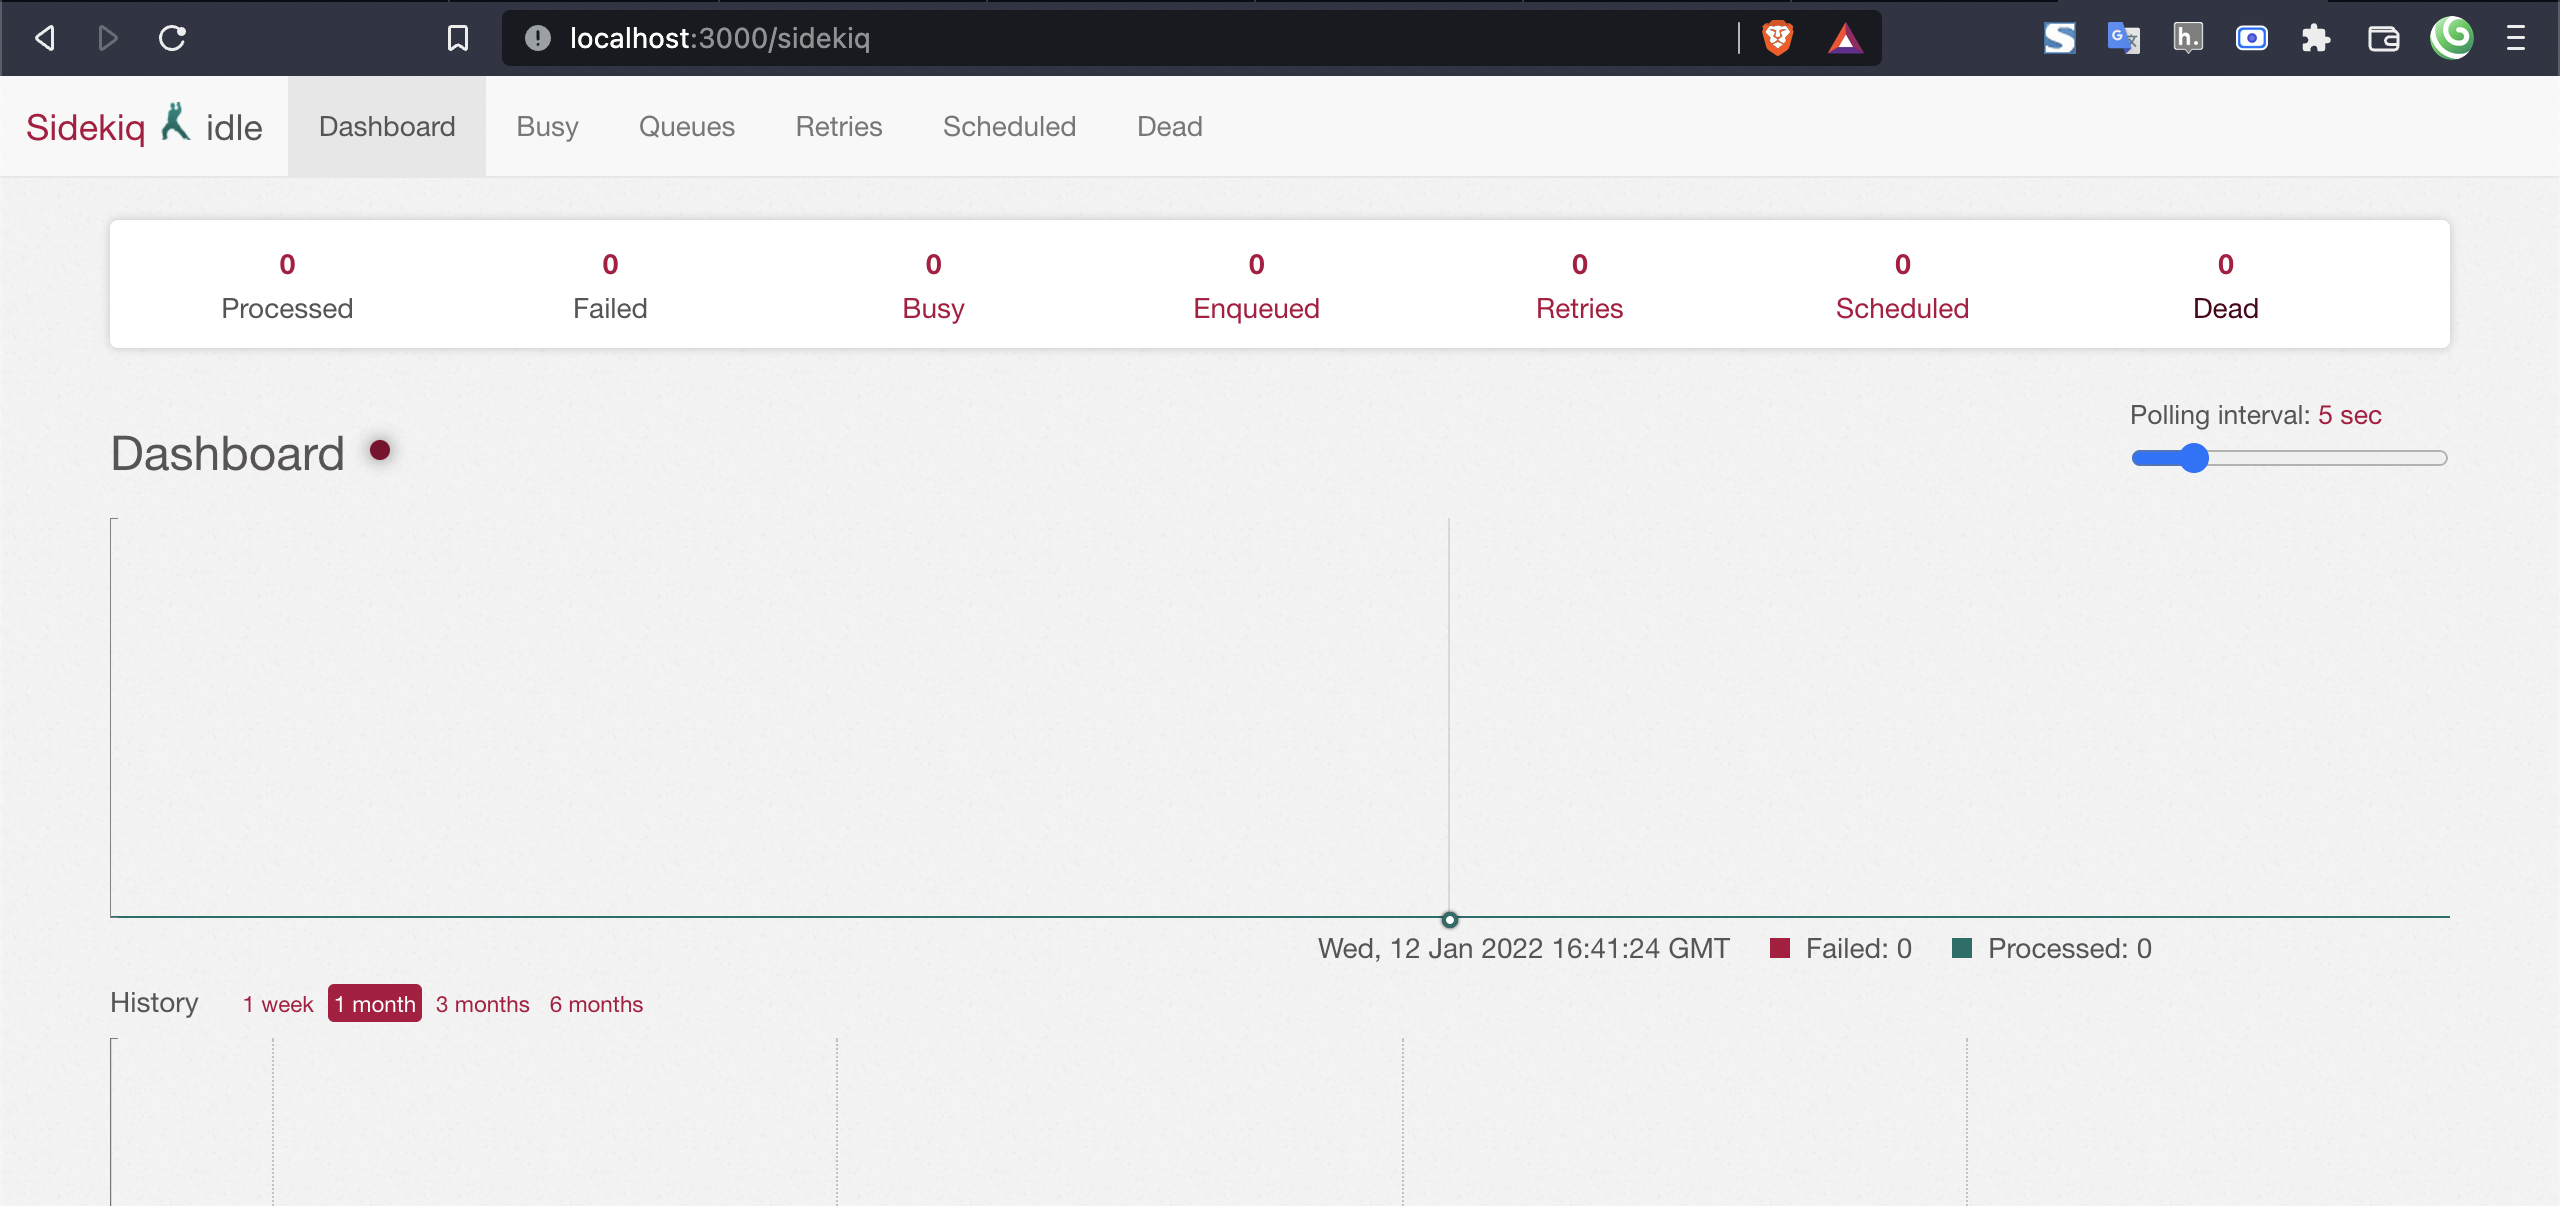 localhost:3000/sidekiq
Sidekiq idle Dashboard Busy Queues Retries Scheduled Dead
0 0 0 0 0 0 0
Processed Failed Busy Enqueued Retries Scheduled Dead
Polling interval: 5 sec
Dashboard
Wed, 12 Jan 2022 16:41:24 GMT Failed: 0 Processed: 0
History 1 week 1 month 3 months 6 months